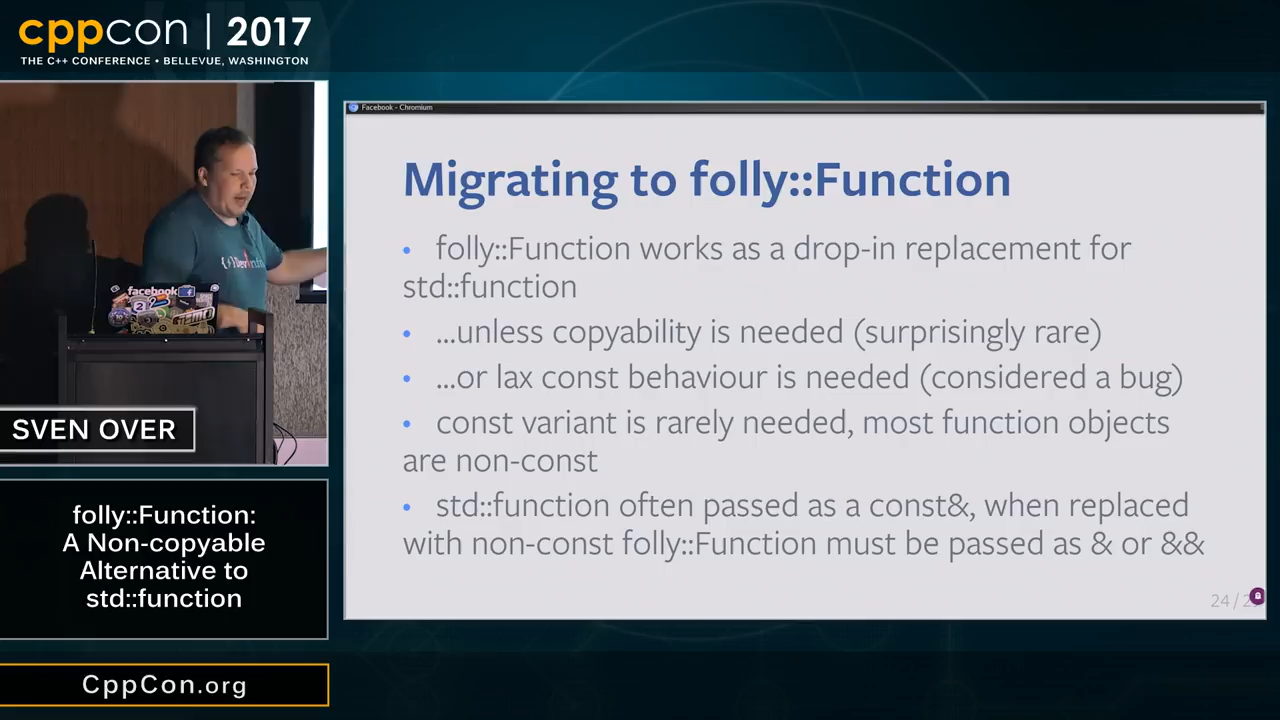 cppcon | 2017
THE C++ CONFERENCE • BELLEVUE, WASHINGTON
Facebook - Chromium
Migrating to folly::Function
• folly::Function works as a drop-in replacement for
std::function
• ...unless copyability is needed (surprisingly rare)
• ...or lax const behaviour is needed (considered a bug)
• const variant is rarely needed, most function objects
are non-const
• std::function often passed as a const&, when replaced
with non-const folly::Function must be passed as & or &&
24 / 2
facebook
SVEN OVER
folly::Function:
A Non-copyable
Alternative to
std::function
CppCon.org